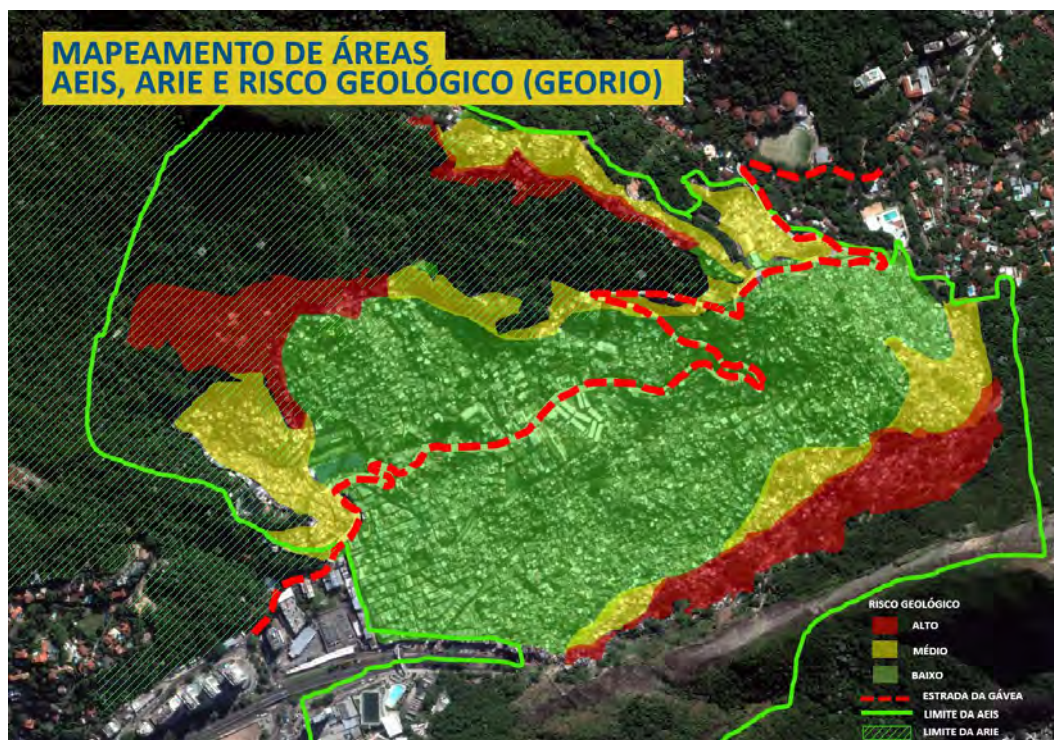 MAPEAMENTO DE ÁREAS
AEIS, ARIE E RISCO GEOLÓGICO (GEORIO)
RISCO GEOLÓGICO
ALTO
MÉDIO
BAIXO
ESTRADA DA GÁVEA
LIMITE DA AEIS
LIMITE DA ARIE